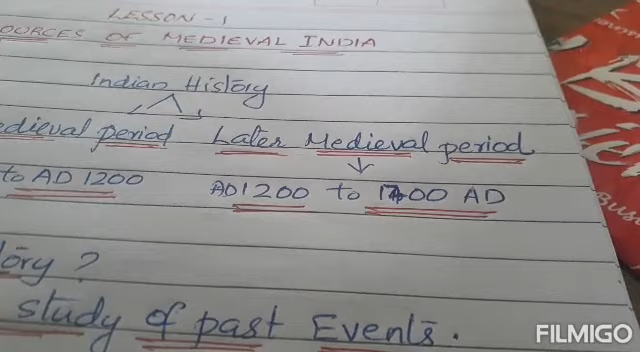 LESSON - 1
OURCES OF MEDIEVAL INDIA
Indian History
edieval period Later Medieval period
to AD 1200 AD 1200 to 1700 AD
ory ?
study of past Events.
FILMIGO